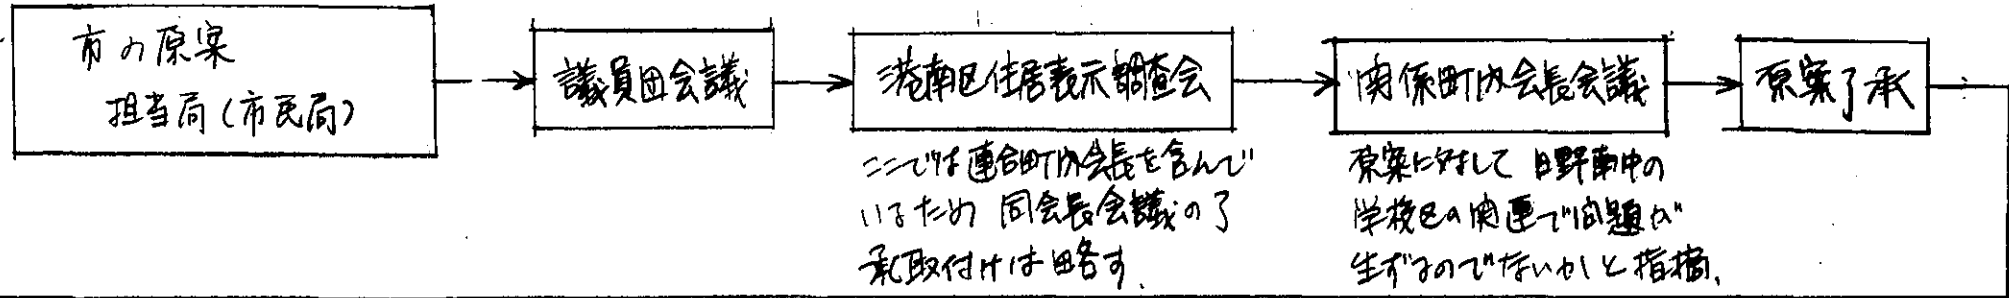 市の原案
担当局(市民局)
議員団会議
港南区住居表示調査会
関係町内会長会議
原案了承
ここでは連合町内会長を含んで
いるため 同会長会議の了
承取付けは略す.
原案に対して 日野南中の
学校区の関連で問題が
生ずるのでないかと指摘.